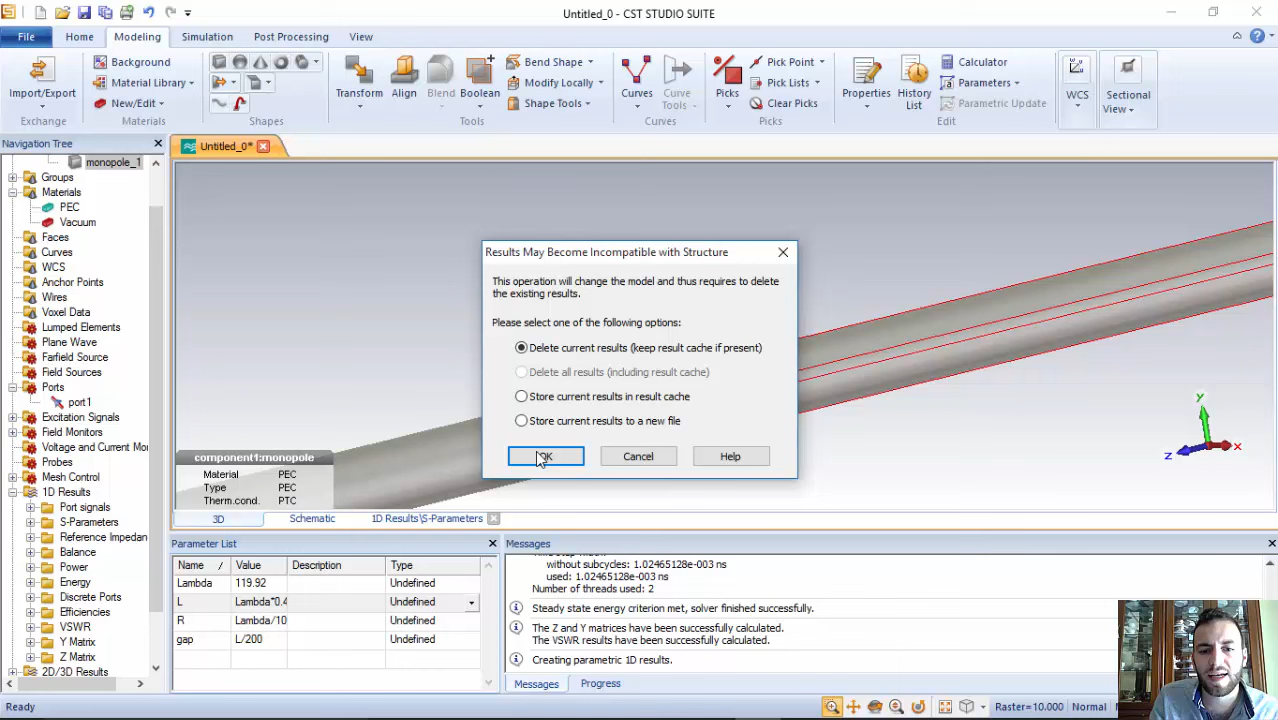 Untitled_0 - CST STUDIO SUITE
File Home Modeling Simulation Post Processing View
Import/Export
Exchange
Background
Material Library
New/Edit
Materials
Shapes
Transform
Align
Blend
Boolean
Bend Shape
Modify Locally
Shape Tools
Tools
Curves
Curve Tools
Curves
Picks
Pick Point
Pick Lists
Clear Picks
Picks
Properties
History List
Calculator
Parameters
Parametric Update
Edit
WCS
Sectional View
Navigation Tree
Untitled_0*
monopole_1
Groups
Materials
PEC
Vacuum
Faces
Curves
WCS
Anchor Points
Wires
Voxel Data
Lumped Elements
Plane Wave
Farfield Source
Field Sources
Ports
port1
Excitation Signals
Field Monitors
Voltage and Current Mo
Probes
Mesh Control
1D Results
Port signals
S-Parameters
Reference Impedan
Balance
Power
Energy
Discrete Ports
Efficiencies
VSWR
Y Matrix
Z Matrix
2D/3D Results
Results May Become Incompatible with Structure
This operation will change the model and thus requires to delete
the existing results.
Please select one of the following options:
Delete current results (keep result cache if present)
Delete all results (including result cache)
Store current results in result cache
Store current results to a new file
OK Cancel Help
component1:monopole
Material PEC
Type PEC
Therm.cond. PTC
y
z
x
3D Schematic 1D Results\S-Parameters
Parameter List
Name Value Description Type
Lambda 119.92 Undefined
L Lambda*0.4 Undefined
R Lambda/10 Undefined
gap L/200 Undefined
Messages
without subcycles: 1.02465128e-003 ns
used: 1.02465128e-003 ns
Number of threads used: 2
Steady state energy criterion met, solver finished successfully.
The Z and Y matrices have been successfully calculated.
The VSWR results have been successfully calculated.
Creating parametric 1D results.
Messages Progress
Ready
Raster=10.000 Normal